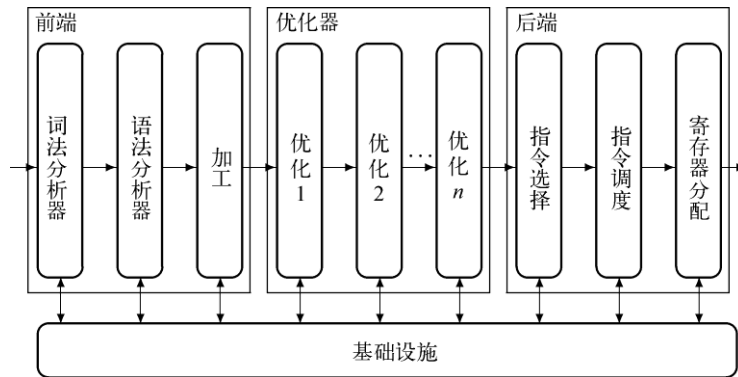 前端
优化器
后端
词法分析器
语法分析器
加工
优化1
优化2
···
优化n
指令选择
指令调度
寄存器分配
基础设施